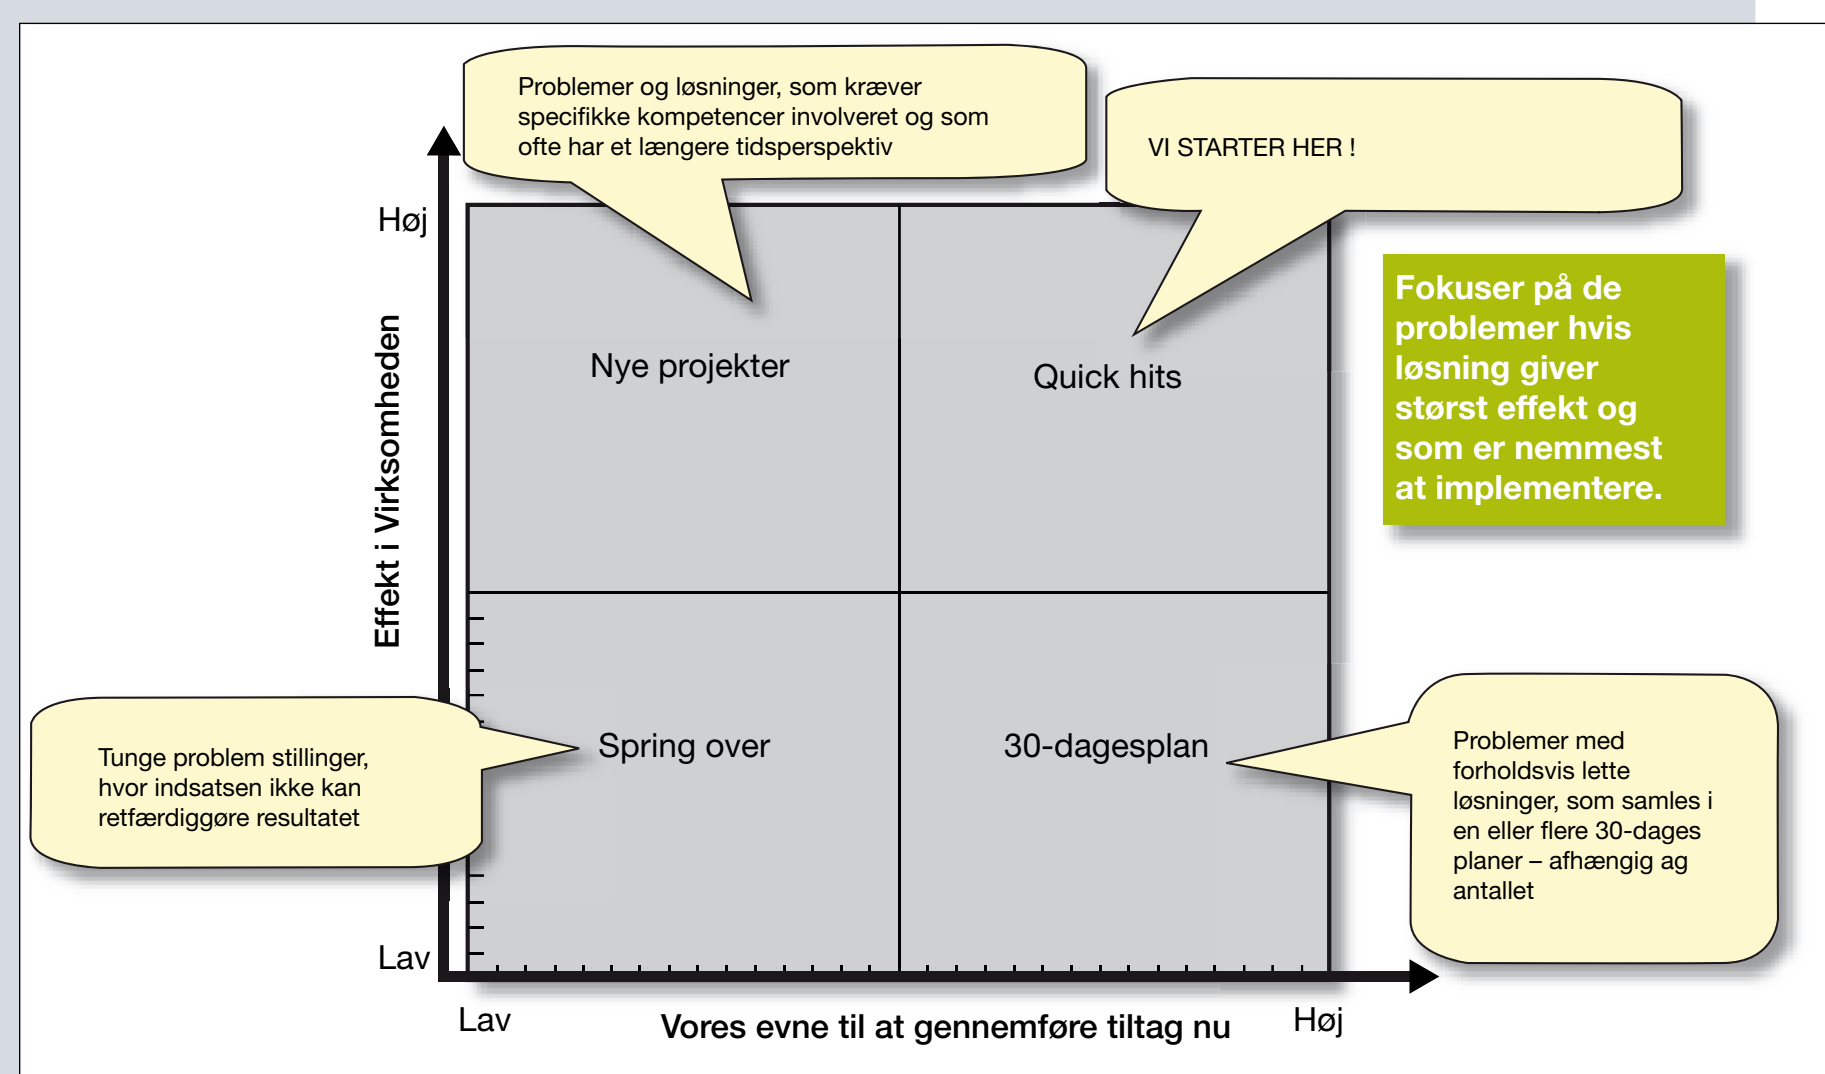 Problemer og løsninger, som kræver
specifikke kompetencer involveret og som
ofte har et længere tidsperspektiv
VI STARTER HER !
Høj
Fokuser på de
problemer hvis
løsning giver
størst effekt og
som er nemmest
at implementere.
Effekt i Virksomheden
Nye projekter
Quick hits
Tunge problem stillinger,
hvor indsatsen ikke kan
retfærdiggøre resultatet
Spring over
30-dagesplan
Problemer med
forholdsvis lette
løsninger, som samles i
en eller flere 30-dages
planer – afhængig ag
antallet
Lav
Lav
Vores evne til at gennemføre tiltag nu
Høj